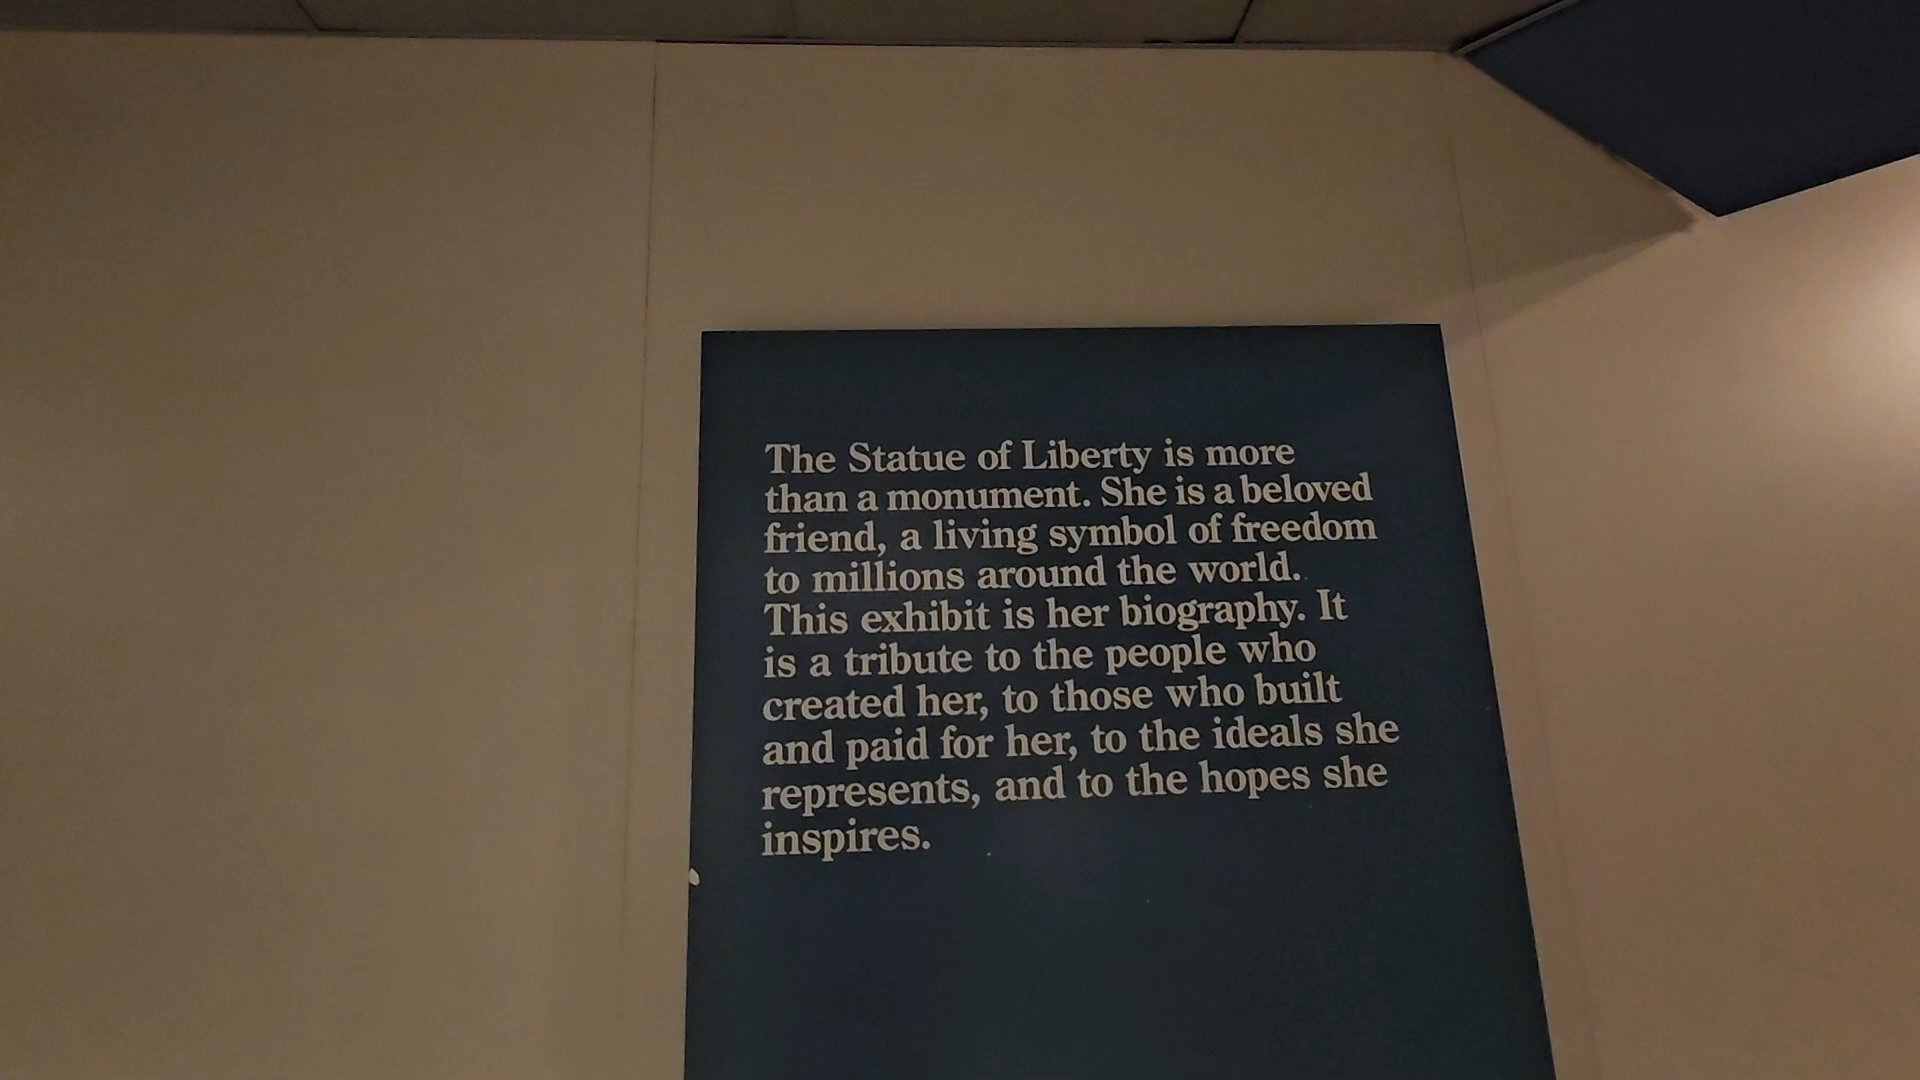 The Statue of Liberty is more
than a monument. She is a beloved
friend, a living symbol of freedom
to millions around the world.
This exhibit is her biography. It
is a tribute to the people who
created her, to those who built
and paid for her, to the ideals she
represents, and to the hopes she
inspires.